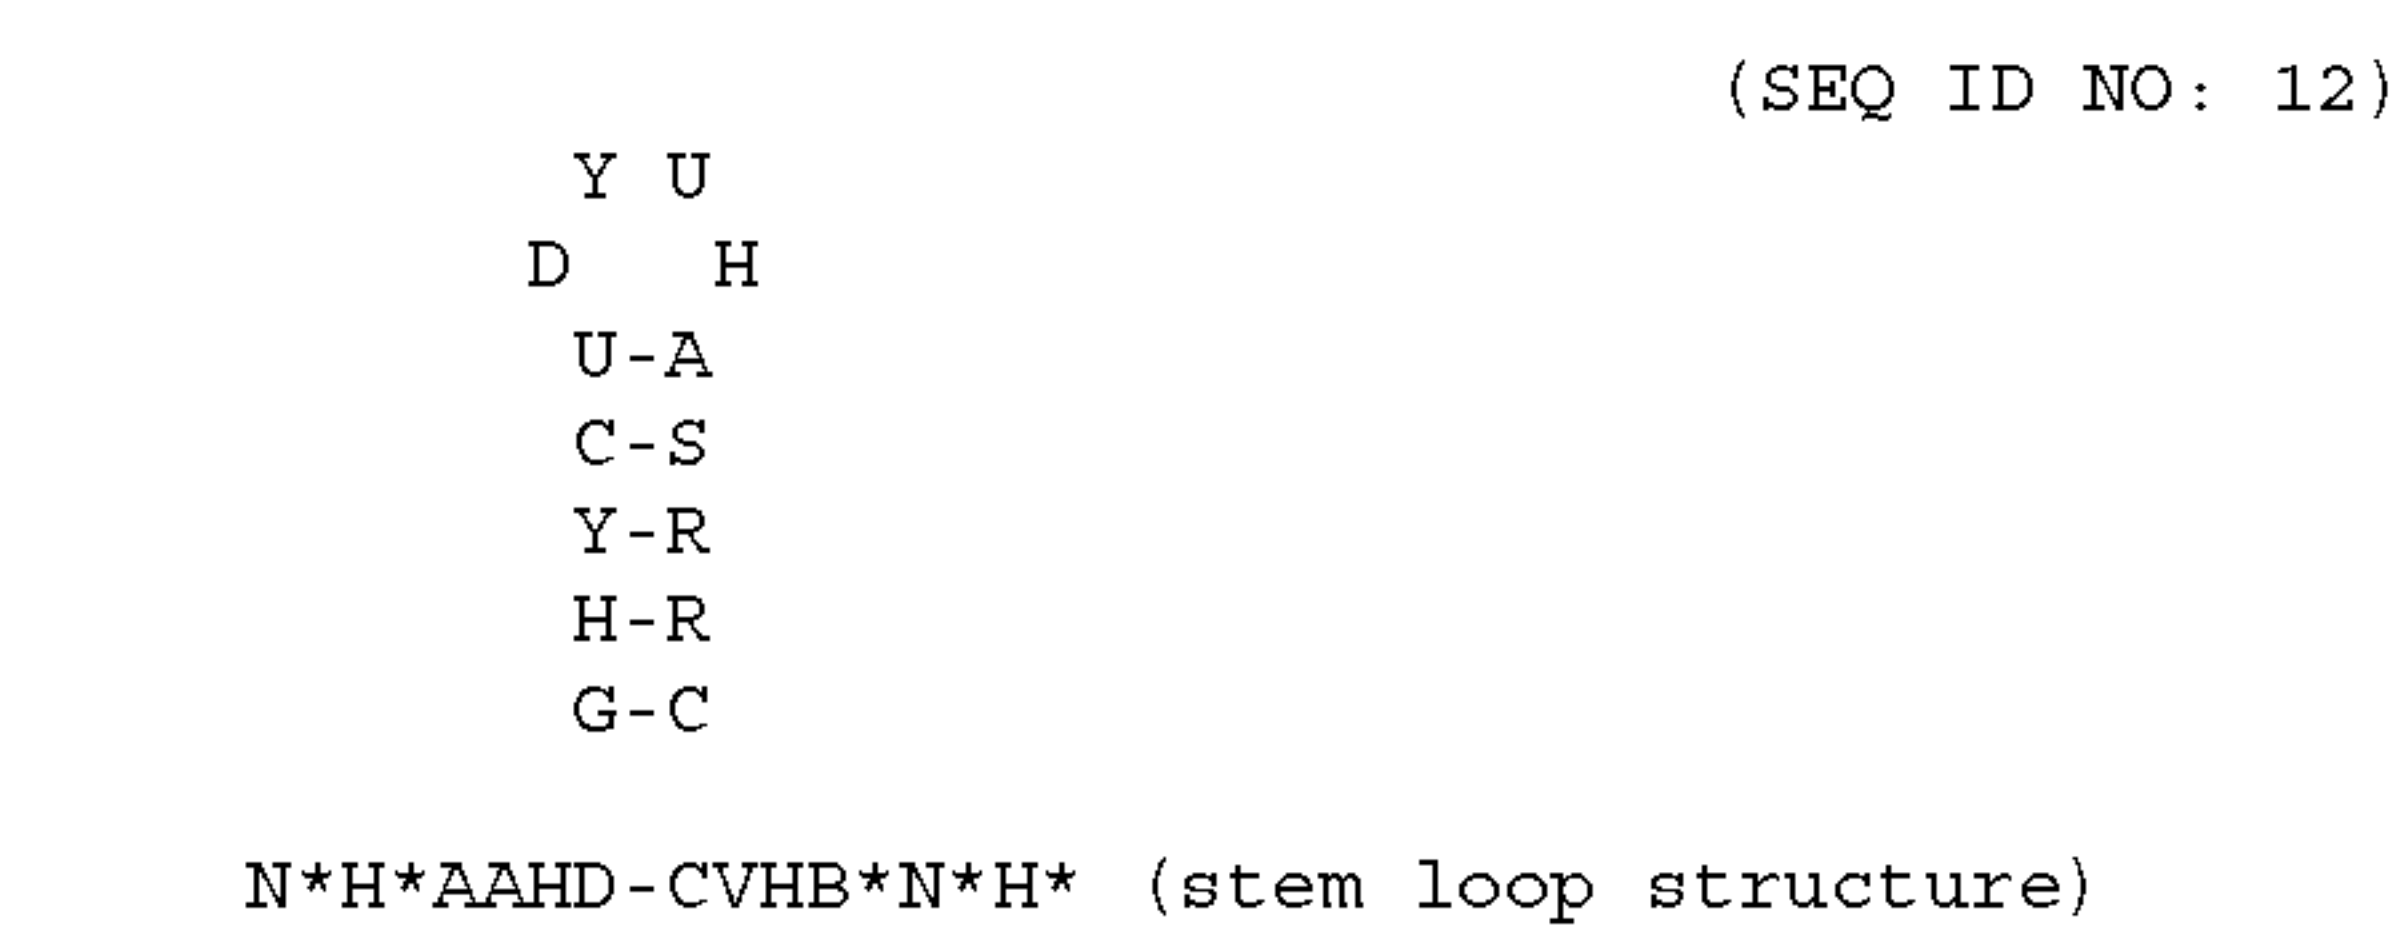 (SEQ ID NO: 12)
Y U
D H
U-A
C-S
Y-R
H-R
G-C
N*H*AAHD-CVHB*N*H* (stem loop structure)